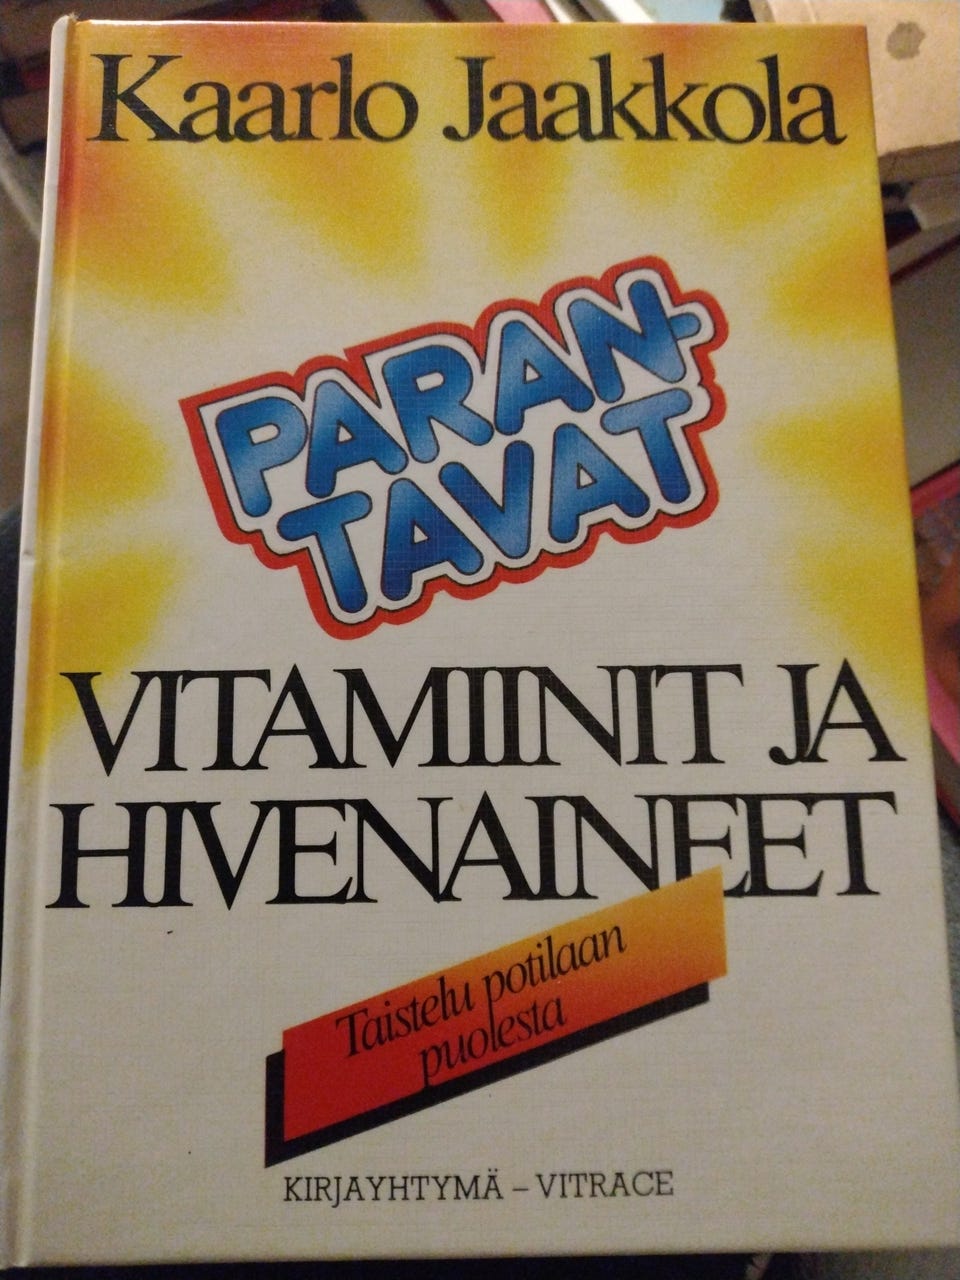 Kaarlo Jaakkola
PARAN-
TAVAT
VITAMIINIT JA
HIVENAINEET
Taistelu potilaan
puolesta
KIRJAYHTYMÄ – VITRACE